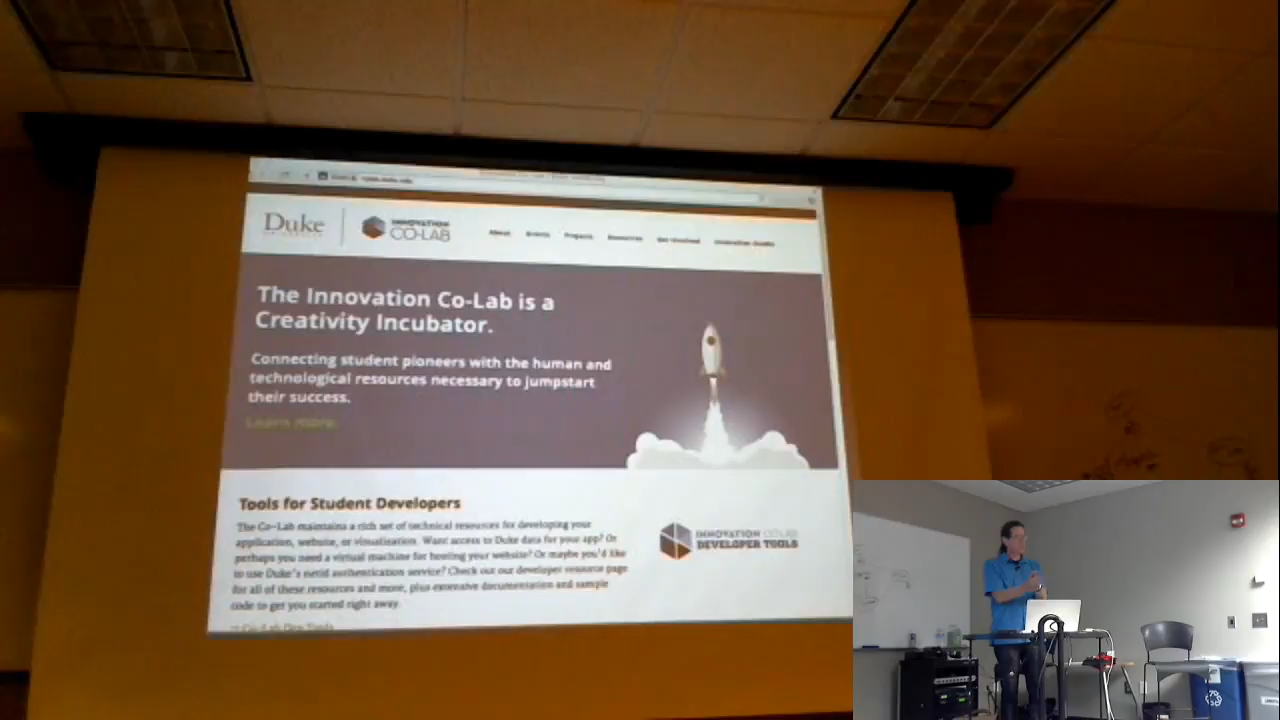 Duke
INNOVATION
CO-LAB
About Events Projects Resources Get Involved Innovation Studio
The Innovation Co-Lab is a
Creativity Incubator.
Connecting student pioneers with the human and
technological resources necessary to jumpstart
their success.
Learn more.
Tools for Student Developers
The Co-Lab maintains a rich set of technical resources for developing your
application, website, or visualization. Want access to Duke data for your app? Or
perhaps you need a virtual machine for hosting your website? Or maybe you'd like
to use Duke's netid authentication service? Check out our developer resource page
for all of these resources and more, plus extensive documentation and sample
code to get you started right away.
Co-Lab Dev Tools
INNOVATION CO-LAB
DEVELOPER TOOLS